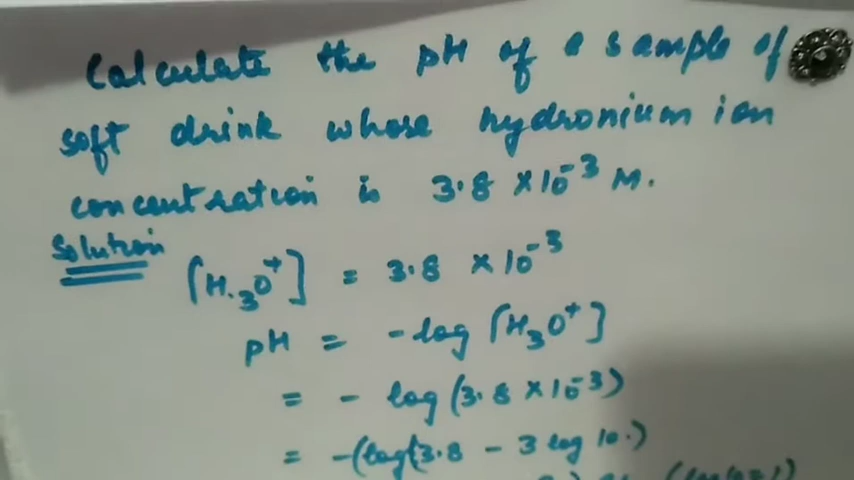 Calculate the pH of a sample of
soft drink whose hydronium ion
concentration is 3.8 × 10⁻³ M.
Solution
[H₃O⁺] = 3.8 × 10⁻³
pH = -log [H₃O⁺]
= - log (3.8 × 10⁻³)
= -(log(3.8 - 3 log 10.)